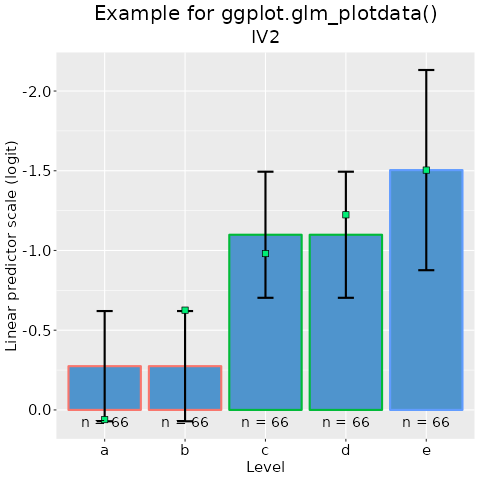 Example for ggplot.glm_plotdata()
IV2
Linear predictor scale (logit)
-2.0
-1.5
-1.0
-0.5
0.0
n = 66 n = 66 n = 66 n = 66 n = 66
a b c d e
Level